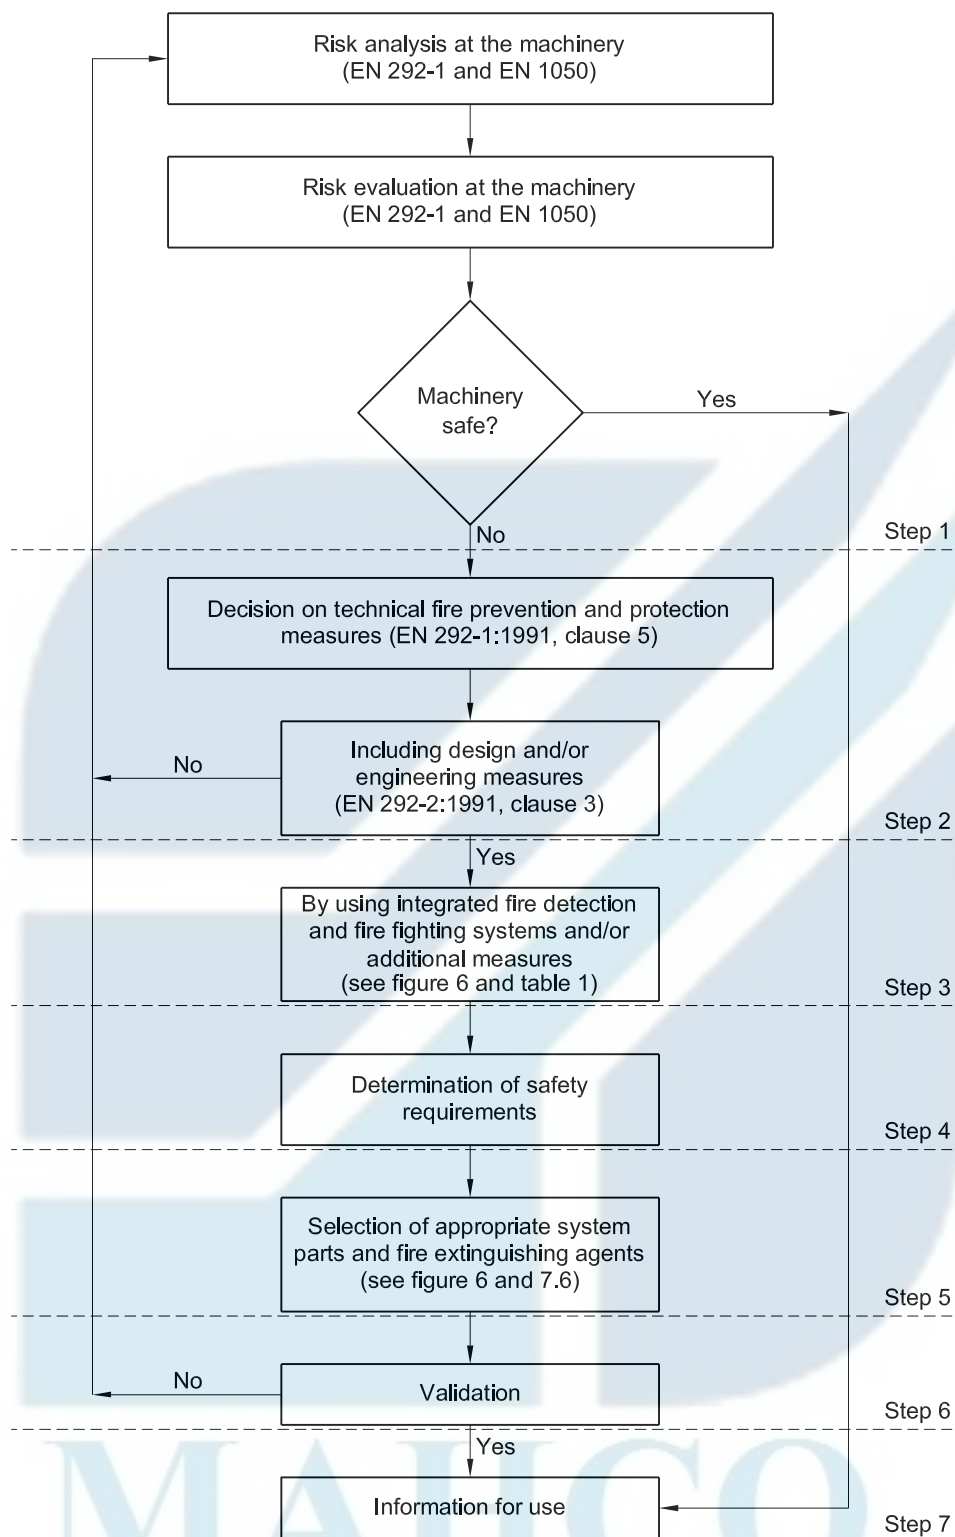 Risk analysis at the machinery
(EN 292-1 and EN 1050)
Risk evaluation at the machinery
(EN 292-1 and EN 1050)
Machinery
safe?
Yes
No
Step 1
Decision on technical fire prevention and protection
measures (EN 292-1:1991, clause 5)
Including design and/or
engineering measures
(EN 292-2:1991, clause 3)
No
Step 2
Yes
By using integrated fire detection
and fire fighting systems and/or
additional measures
(see figure 6 and table 1)
Step 3
Determination of safety
requirements
Step 4
Selection of appropriate system
parts and fire extinguishing agents
(see figure 6 and 7.6)
Step 5
No
Validation
Step 6
Yes
Information for use
Step 7